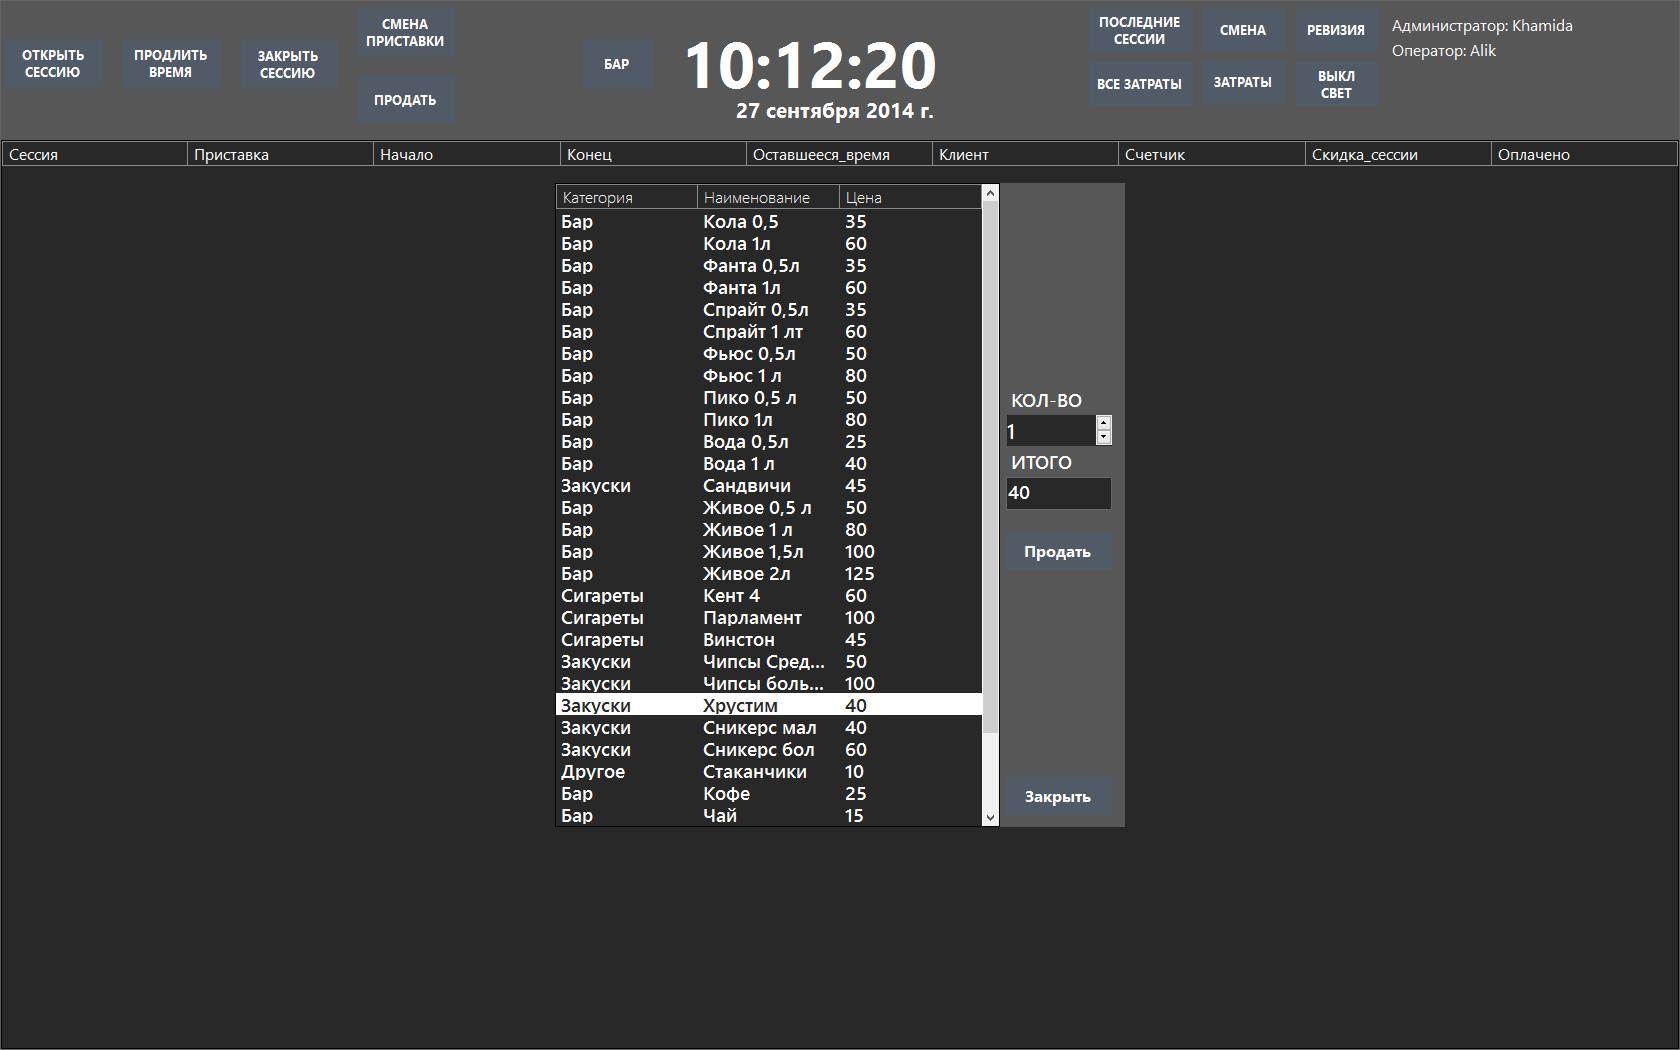 ОТКРЫТЬ
СЕССИЮ
ПРОДЛИТЬ
ВРЕМЯ
ЗАКРЫТЬ
СЕССИЮ
СМЕНА
ПРИСТАВКИ
ПРОДАТЬ
БАР
10:12:20
27 сентября 2014 г.
ПОСЛЕДНИЕ
СЕССИИ
СМЕНА
РЕВИЗИЯ
ВСЕ ЗАТРАТЫ
ЗАТРАТЫ
ВЫКЛ
СВЕТ
Администратор: Khamida
Оператор: Alik
Сессия Приставка Начало Конец Оставшееся_время Клиент Счетчик Скидка_сессии Оплачено
Категория Наименование Цена
Бар Кола 0,5 35
Бар Кола 1л 60
Бар Фанта 0,5л 35
Бар Фанта 1л 60
Бар Спрайт 0,5л 35
Бар Спрайт 1 лт 60
Бар Фьюс 0,5л 50
Бар Фьюс 1 л 80
Бар Пико 0,5 л 50
Бар Пико 1л 80
Бар Вода 0,5л 25
Бар Вода 1 л 40
Закуски Сандвичи 45
Бар Живое 0,5 л 50
Бар Живое 1 л 80
Бар Живое 1,5л 100
Бар Живое 2л 125
Сигареты Кент 4 60
Сигареты Парламент 100
Сигареты Винстон 45
Закуски Чипсы Сред... 50
Закуски Чипсы боль... 100
Закуски Хрустим 40
Закуски Сникерс мал 40
Закуски Сникерс бол 60
Другое Стаканчики 10
Бар Кофе 25
Бар Чай 15
КОЛ-ВО
1
ИТОГО
40
Продать
Закрыть